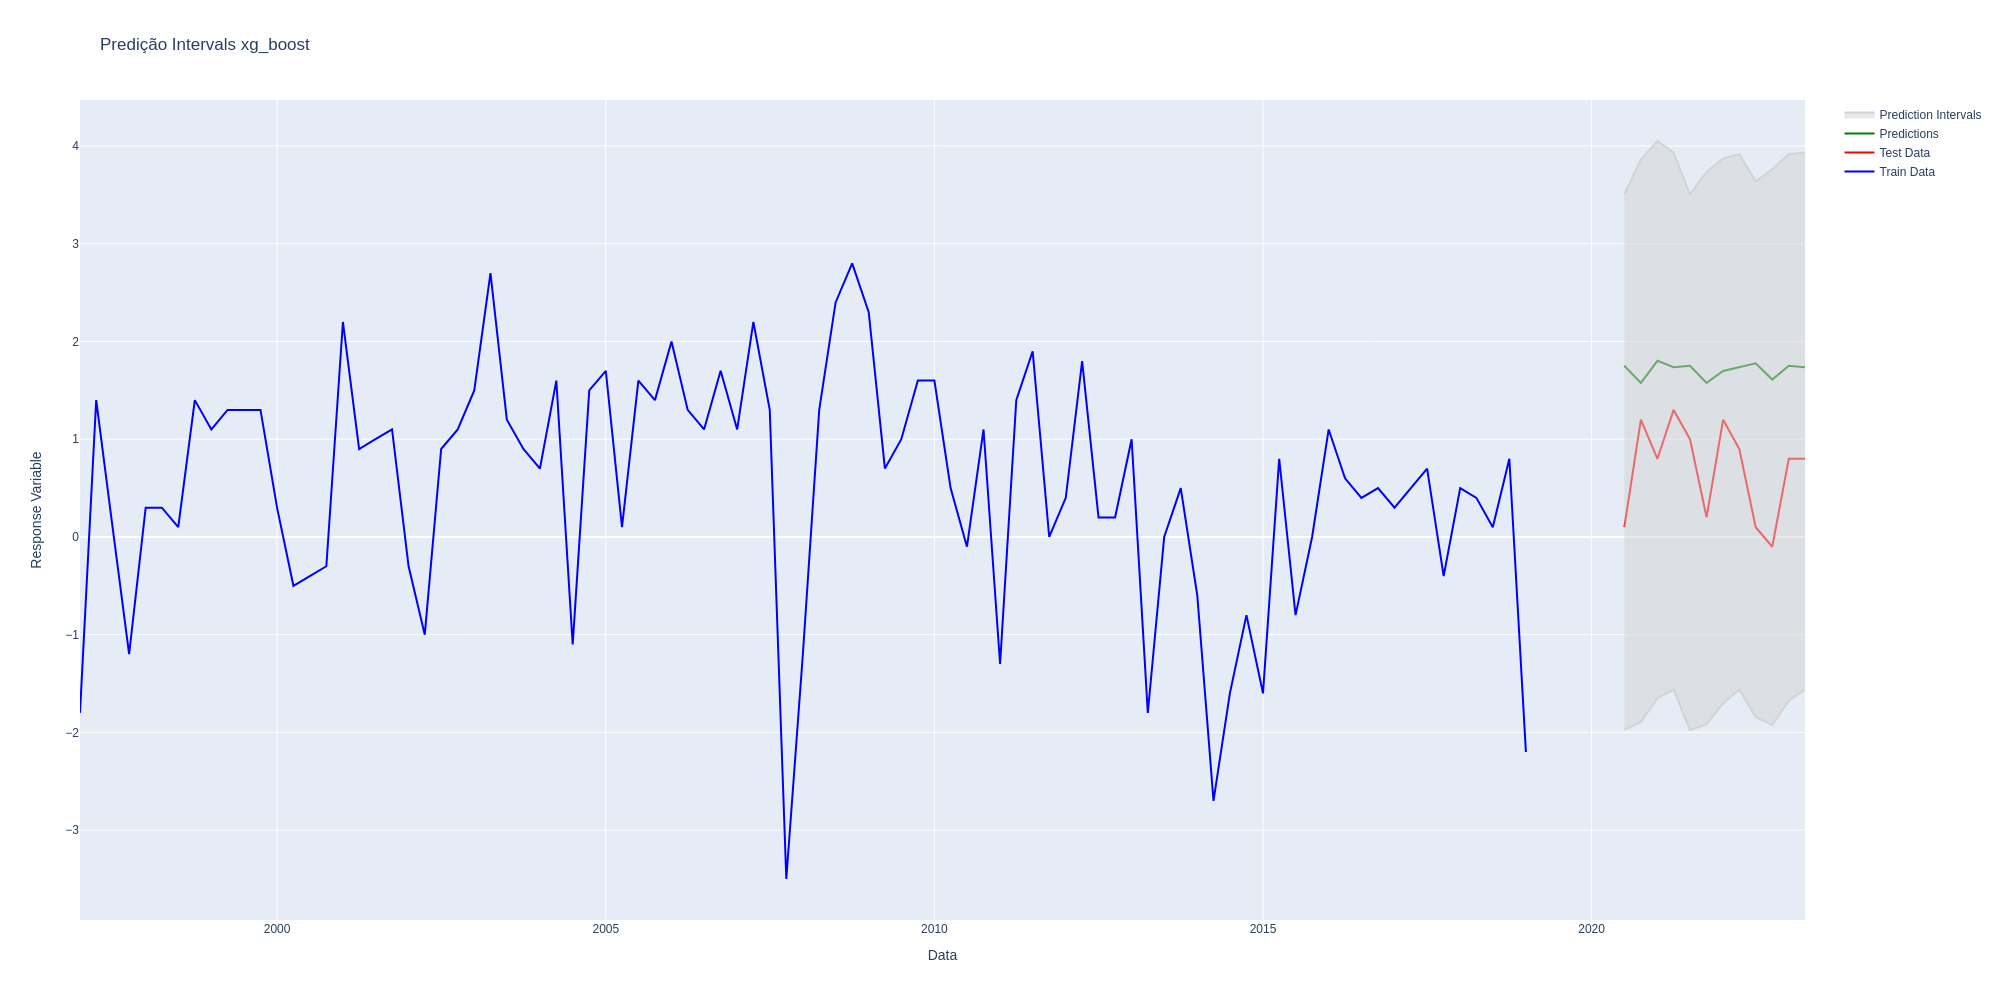 Predição Intervals xg_boost
Prediction Intervals
Predictions
Test Data
Train Data
Response Variable
4
3
2
1
0
−1
−2
−3
2000
2005
2010
2015
2020
Data